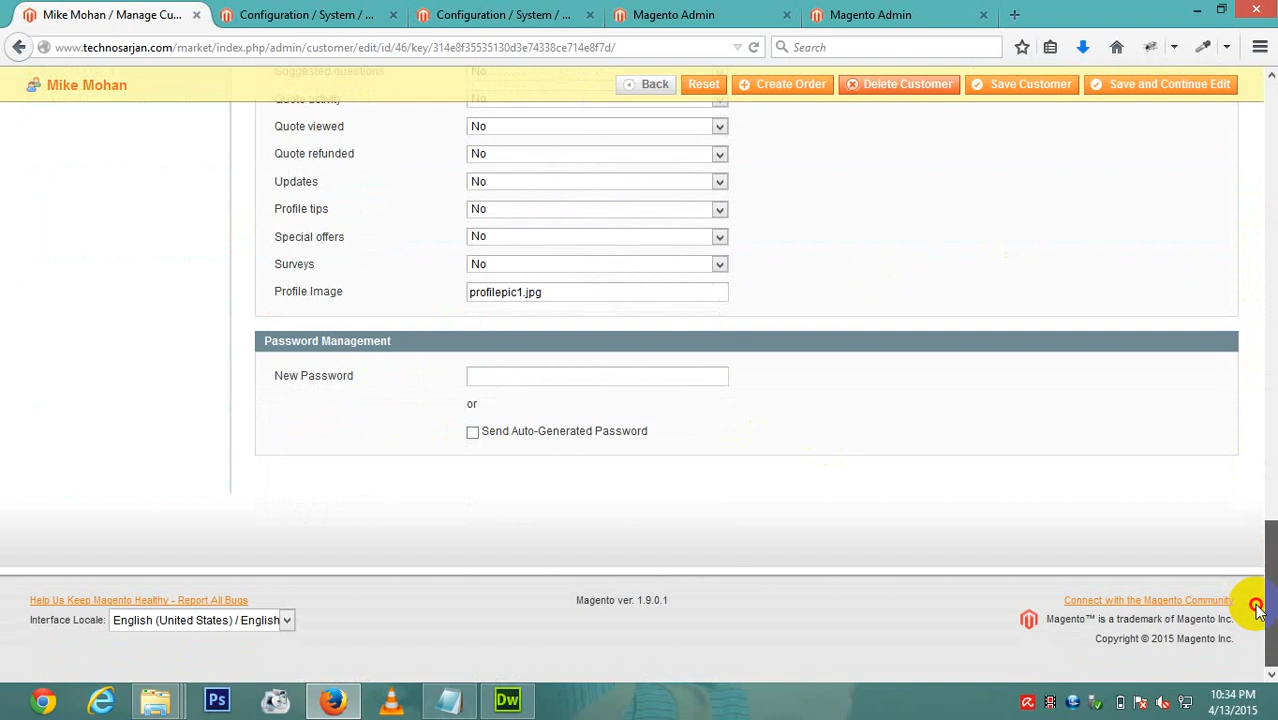 Mike Mohan / Manage Cu... × Configuration / System / ... × Configuration / System / ... × Magento Admin × Magento Admin × +
www.technosarjan.com/market/index.php/admin/customer/edit/id/46/key/314e8f35535130d3e74338ce714e8f7d/ Search
Mike Mohan Back Reset Create Order Delete Customer Save Customer Save and Continue Edit
Suggested questions No
Quote activity No
Quote viewed No
Quote refunded No
Updates No
Profile tips No
Special offers No
Surveys No
Profile Image profilepic1.jpg
Password Management
New Password
or
Send Auto-Generated Password
Help Us Keep Magento Healthy - Report All Bugs Magento ver. 1.9.0.1 Connect with the Magento Community
Interface Locale: English (United States) / English Magento™ is a trademark of Magento Inc.
Copyright © 2015 Magento Inc.
Ps Dw 10:34 PM
4/13/2015